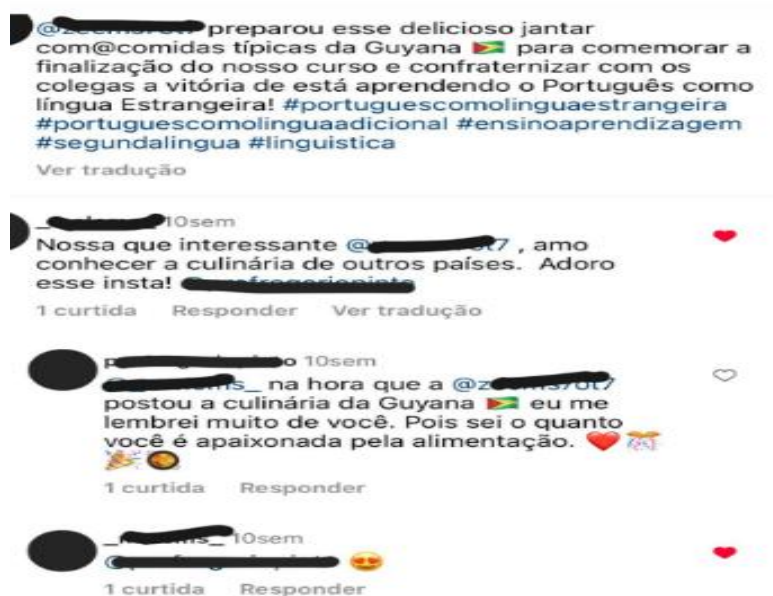 preparou esse delicioso jantar
com@comidas típicas da Guyana 🇬🇾 para comemorar a
finalização do nosso curso e confraternizar com os
colegas a vitória de está aprendendo o Português como
língua Estrangeira! #portuguescomolinguaestrangeira
#portuguescomolinguaadicional #ensinoaprendizagem
#segundalingua #linguistica
Ver tradução
10sem
Nossa que interessante @ , amo
conhecer a culinária de outros países. Adoro
esse insta!
1 curtida Responder Ver tradução
10sem
na hora que a @
postou a culinária da Guyana 🇬🇾 eu me
lembrei muito de você. Pois sei o quanto
você é apaixonada pela alimentação. ❤️ 🎊
🎉 🥘
1 curtida Responder
10sem
@ 😍
1 curtida Responder